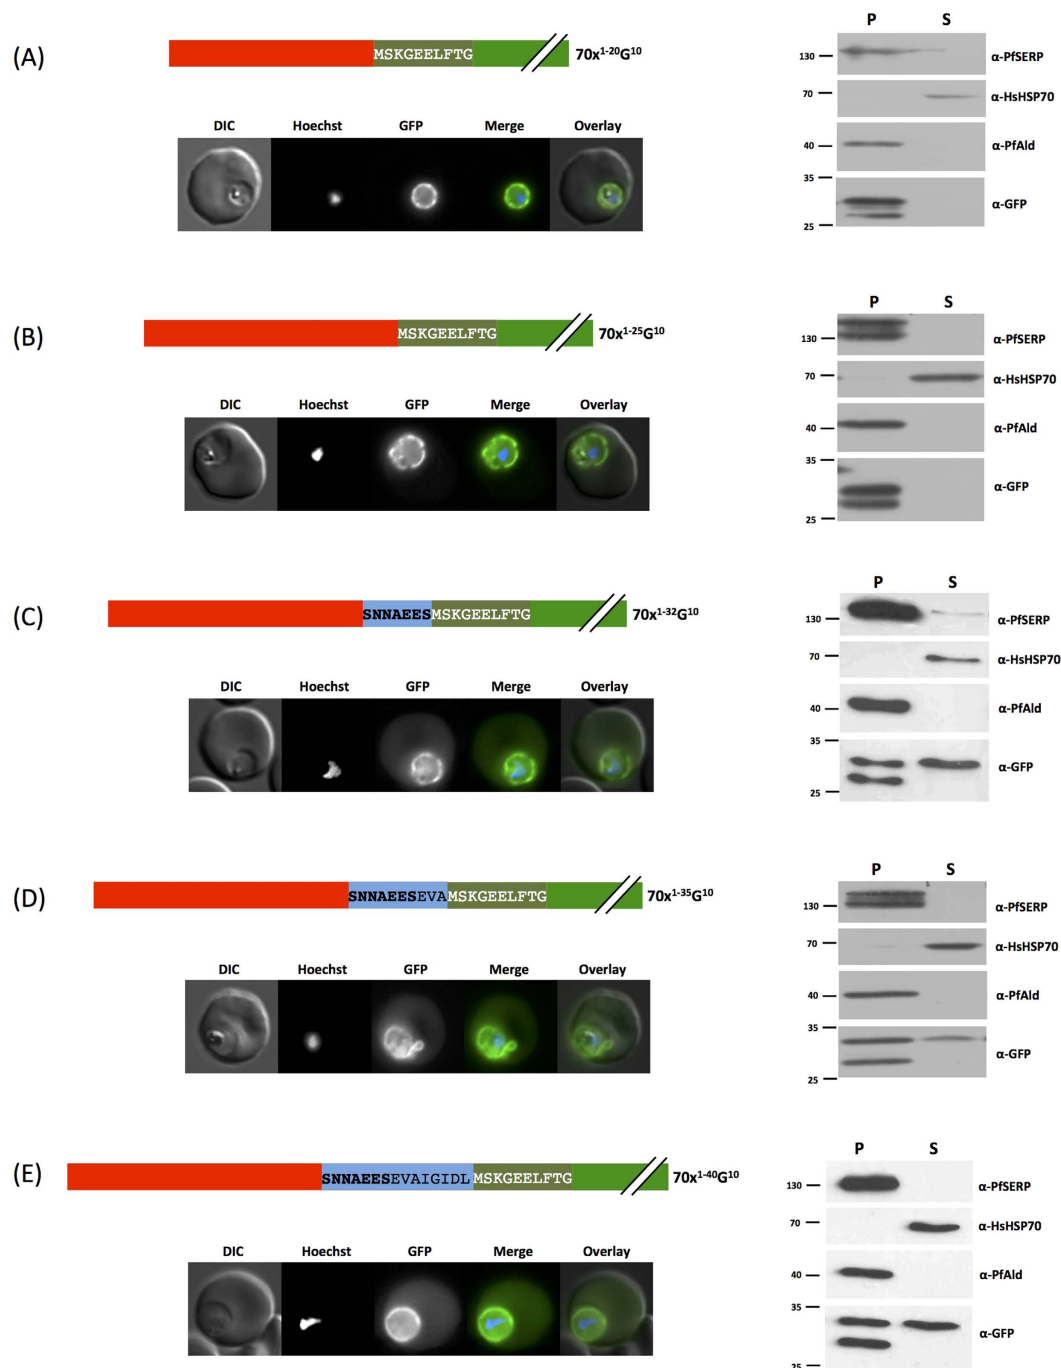 (A)
MSKGEELFTG 70x1-20G10
DIC Hoechst GFP Merge Overlay
P S
130 α-PfSERP
70 α-HsHSP70
40 α-PfAld
35
α-GFP
25
(B)
MSKGEELFTG 70x1-25G10
DIC Hoechst GFP Merge Overlay
P S
130 α-PfSERP
70 α-HsHSP70
40 α-PfAld
35
α-GFP
25
(C)
SNNAEESMSKGEELFTG 70x1-32G10
DIC Hoechst GFP Merge Overlay
P S
130 α-PfSERP
70 α-HsHSP70
40 α-PfAld
35
α-GFP
25
(D)
SNNAEESEVAMSKGEELFTG 70x1-35G10
DIC Hoechst GFP Merge Overlay
P S
130 α-PfSERP
70 α-HsHSP70
40 α-PfAld
35
α-GFP
25
(E)
SNNAEESEVAIGIDLMSKGEELFTG 70x1-40G10
DIC Hoechst GFP Merge Overlay
P S
130 α-PfSERP
70 α-HsHSP70
40 α-PfAld
35
α-GFP
25